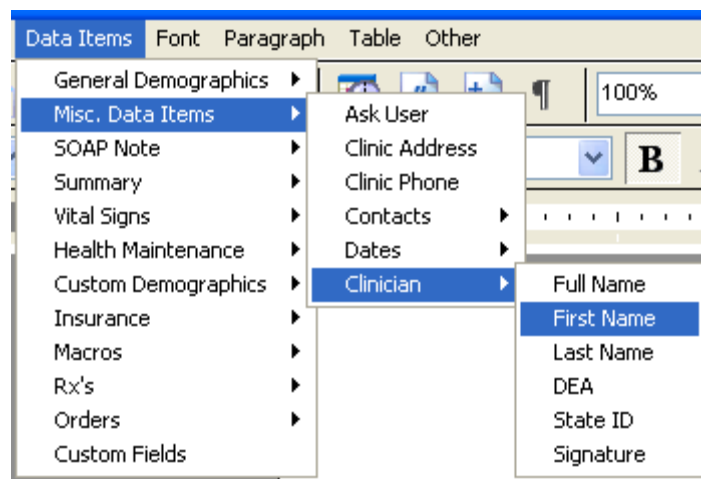 Data Items Font Paragraph Table Other
General Demographics
Misc. Data Items
SOAP Note
Summary
Vital Signs
Health Maintenance
Custom Demographics
Insurance
Macros
Rx's
Orders
Custom Fields
Ask User
Clinic Address
Clinic Phone
Contacts
Dates
Clinician
Full Name
First Name
Last Name
DEA
State ID
Signature
¶ 100%
B